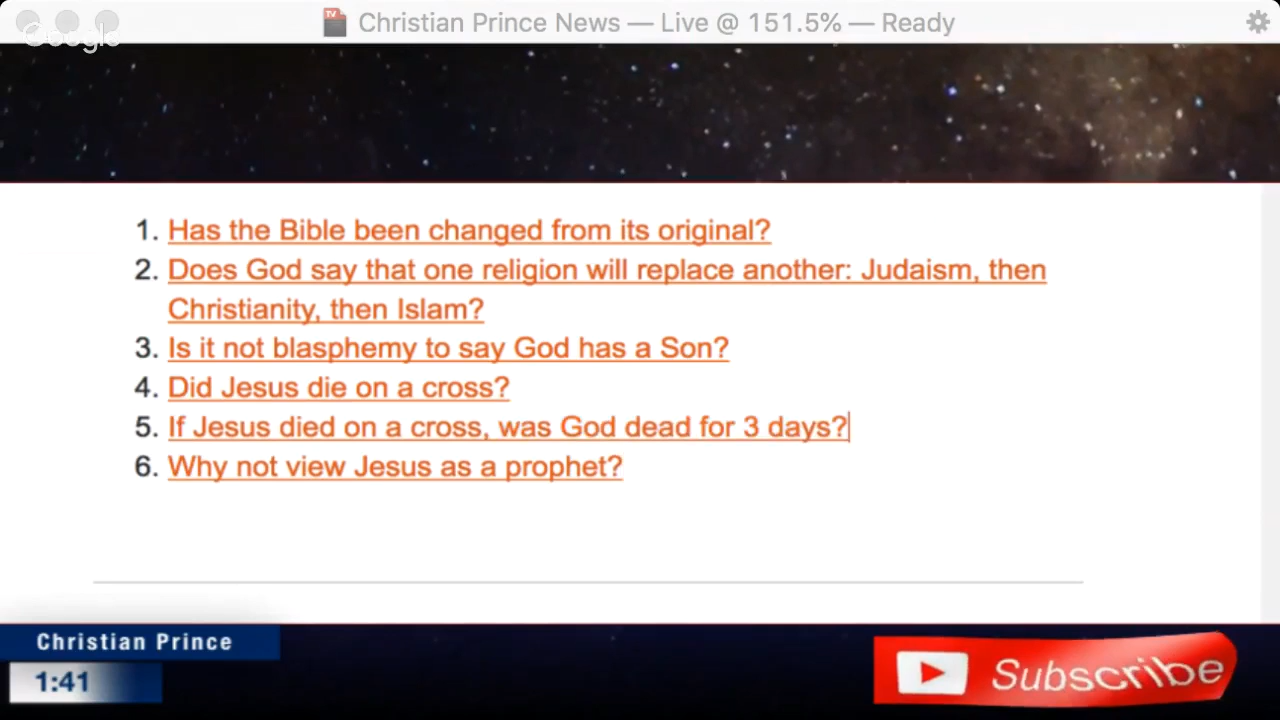 TV
Christian Prince News — Live @ 151.5% — Ready
Google
1. Has the Bible been changed from its original?
2. Does God say that one religion will replace another: Judaism, then
Christianity, then Islam?
3. Is it not blasphemy to say God has a Son?
4. Did Jesus die on a cross?
5. If Jesus died on a cross, was God dead for 3 days?
6. Why not view Jesus as a prophet?
Christian Prince
1:41
Subscribe